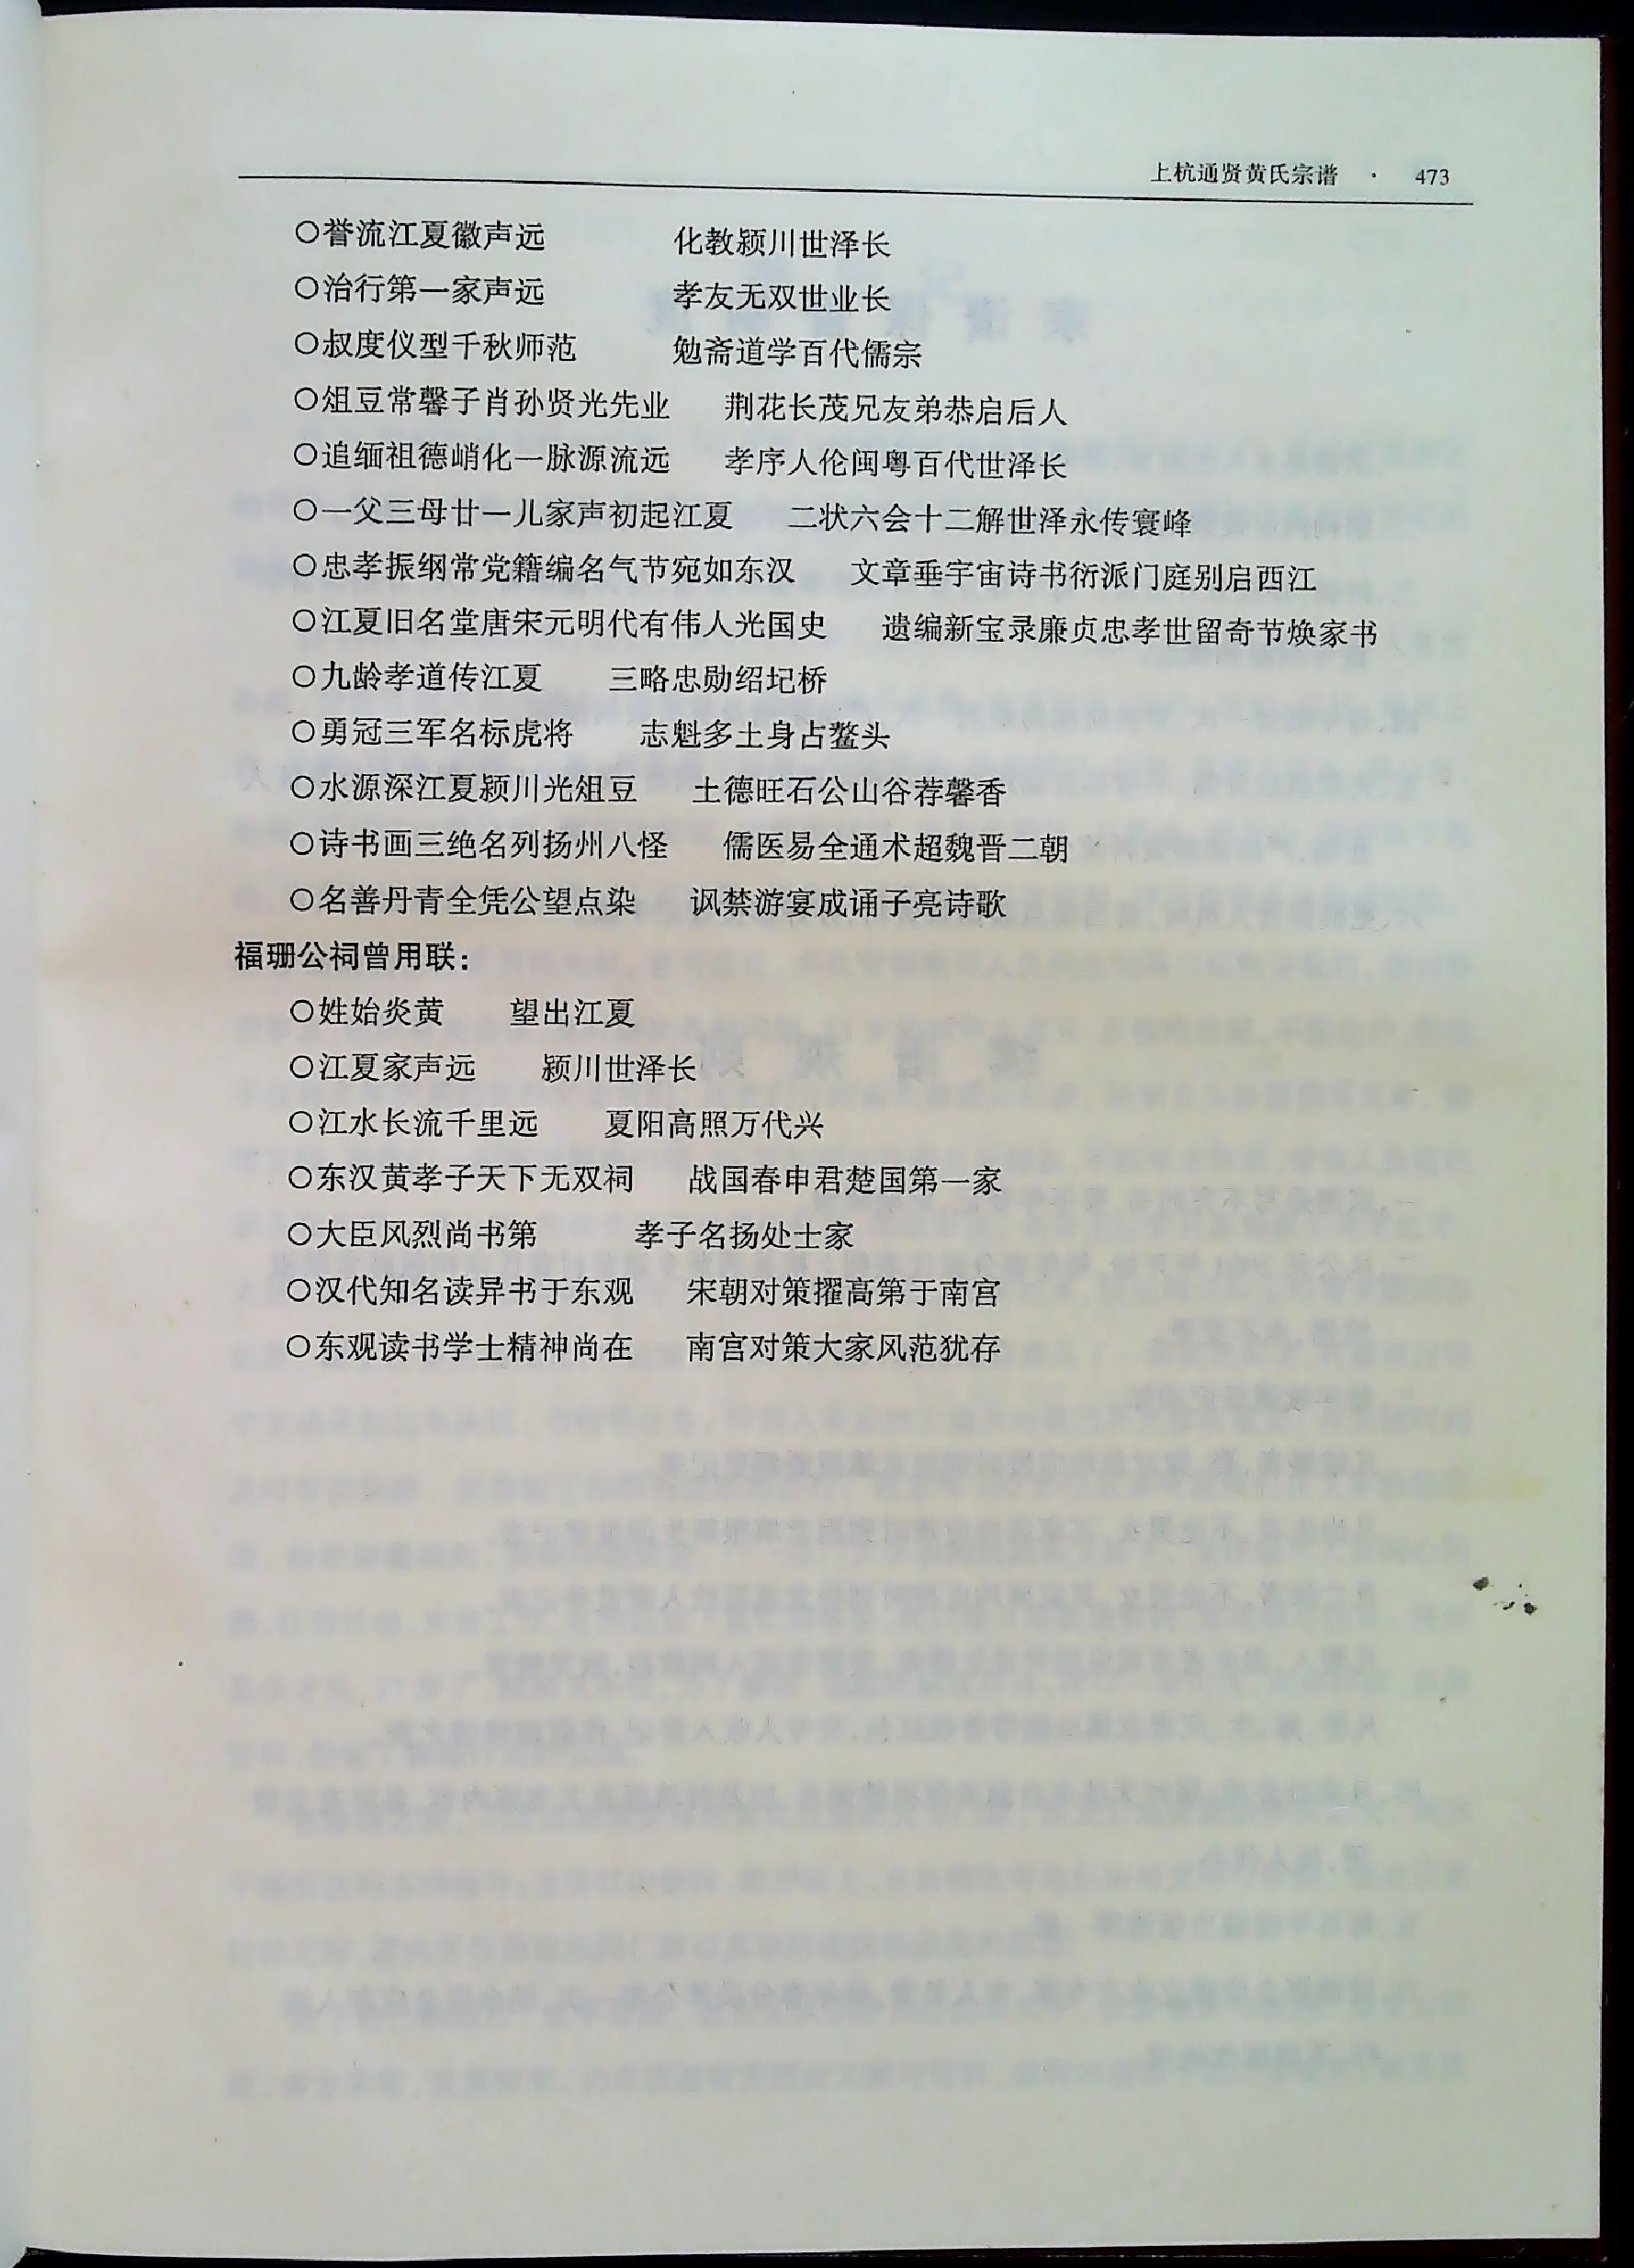 上杭通贤黄氏宗谱 · 473
○誉流江夏徽声远 化教颍川世泽长
○治行第一家声远 孝友无双世业长
○叔度仪型千秋师范 勉斋道学百代儒宗
○俎豆常馨子肖孙贤光先业 荆花长茂兄友弟恭启后人
○追缅祖德峭化一脉源流远 孝序人伦闽粤百代世泽长
○一父三母廿一儿家声初起江夏 二状六会十二解世泽永传寰峰
○忠孝振纲常党籍编名气节宛如东汉 文章垂宇宙诗书衍派门庭别启西江
○江夏旧名堂唐宋元明代有伟人光国史 遗编新宝录廉贞忠孝世留奇节焕家书
○九龄孝道传江夏 三略忠勋绍圮桥
○勇冠三军名标虎将 志魁多士身占鳌头
○水源深江夏颍川光俎豆 土德旺石公山谷荐馨香
○诗书画三绝名列扬州八怪 儒医易全通术超魏晋二朝
○名善丹青全凭公望点染 讽禁游宴成诵子亮诗歌
福珊公祠曾用联:
○姓始炎黄 望出江夏
○江夏家声远 颍川世泽长
○江水长流千里远 夏阳高照万代兴
○东汉黄孝子天下无双祠 战国春申君楚国第一家
○大臣风烈尚书第 孝子名扬处士家
○汉代知名读异书于东观 宋朝对策擢高第于南宫
○东观读书学士精神尚在 南宫对策大家风范犹存